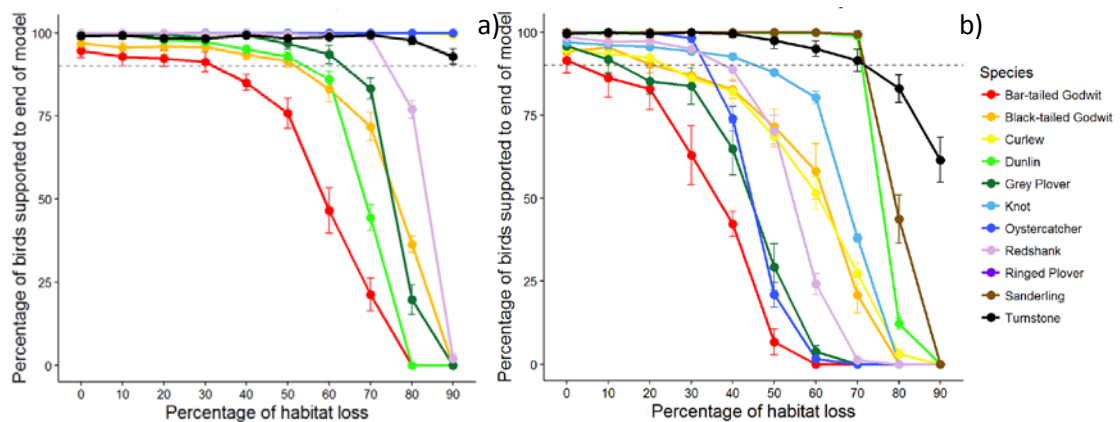 a)
Percentage of birds supported to end of model
100
75
50
25
0
0 10 20 30 40 50 60 70 80 90
Percentage of habitat loss
b)
Percentage of birds supported to end of model
100
75
50
25
0
0 10 20 30 40 50 60 70 80 90
Percentage of habitat loss
Species
Bar-tailed Godwit
Black-tailed Godwit
Curlew
Dunlin
Grey Plover
Knot
Oystercatcher
Redshank
Ringed Plover
Sanderling
Turnstone